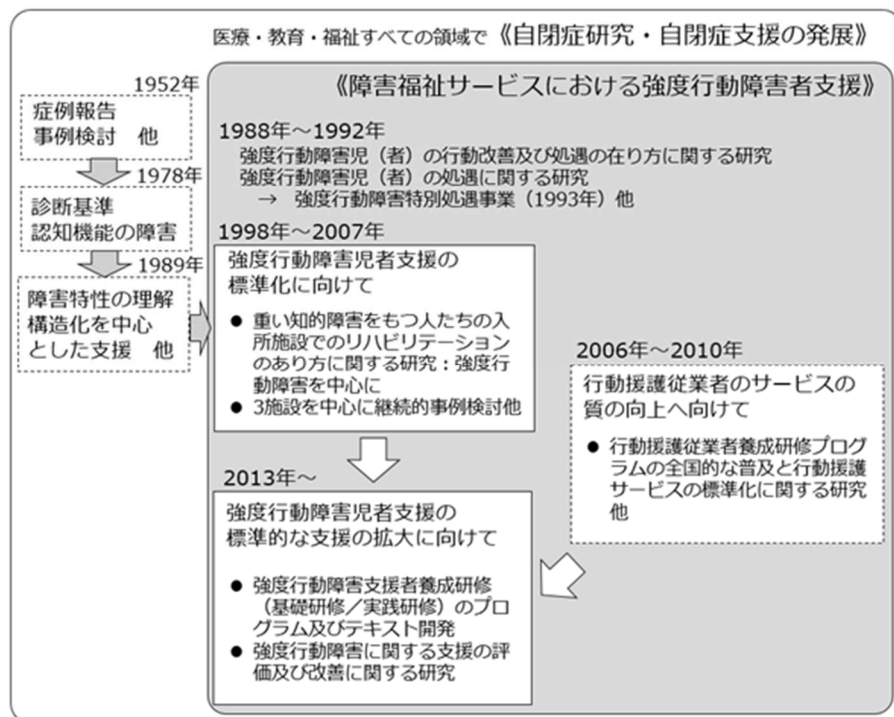 医療・教育・福祉すべての領域で《自閉症研究・自閉症支援の発展》
1952年
症例報告
事例検討　他
1978年
診断基準
認知機能の障害
1989年
障害特性の理解
構造化を中心
とした支援　他
《障害福祉サービスにおける強度行動障害者支援》
1988年～1992年
強度行動障害児（者）の行動改善及び処遇の在り方に関する研究
強度行動障害児（者）の処遇に関する研究
→　強度行動障害特別処遇事業（1993年）他
1998年～2007年
強度行動障害児者支援の
標準化に向けて
● 重い知的障害をもつ人たちの入
所施設でのリハビリテーション
のあり方に関する研究：強度行
動障害を中心に
● 3施設を中心に継続的事例検討他
2006年～2010年
行動援護従業者のサービスの
質の向上へ向けて
● 行動援護従業者養成研修プログ
ラムの全国的な普及と行動援護
サービスの標準化に関する研究
他
2013年～
強度行動障害児者支援の
標準的な支援の拡大に向けて
● 強度行動障害支援者養成研修
（基礎研修／実践研修）のプロ
グラム及びテキスト開発
● 強度行動障害に関する支援の評
価及び改善に関する研究